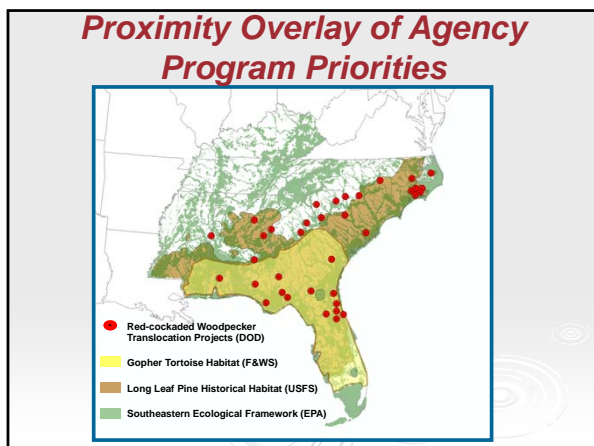 Proximity Overlay of Agency
Program Priorities
Red-cockaded Woodpecker
Translocation Projects (DOD)
Gopher Tortoise Habitat (F&WS)
Long Leaf Pine Historical Habitat (USFS)
Southeastern Ecological Framework (EPA)